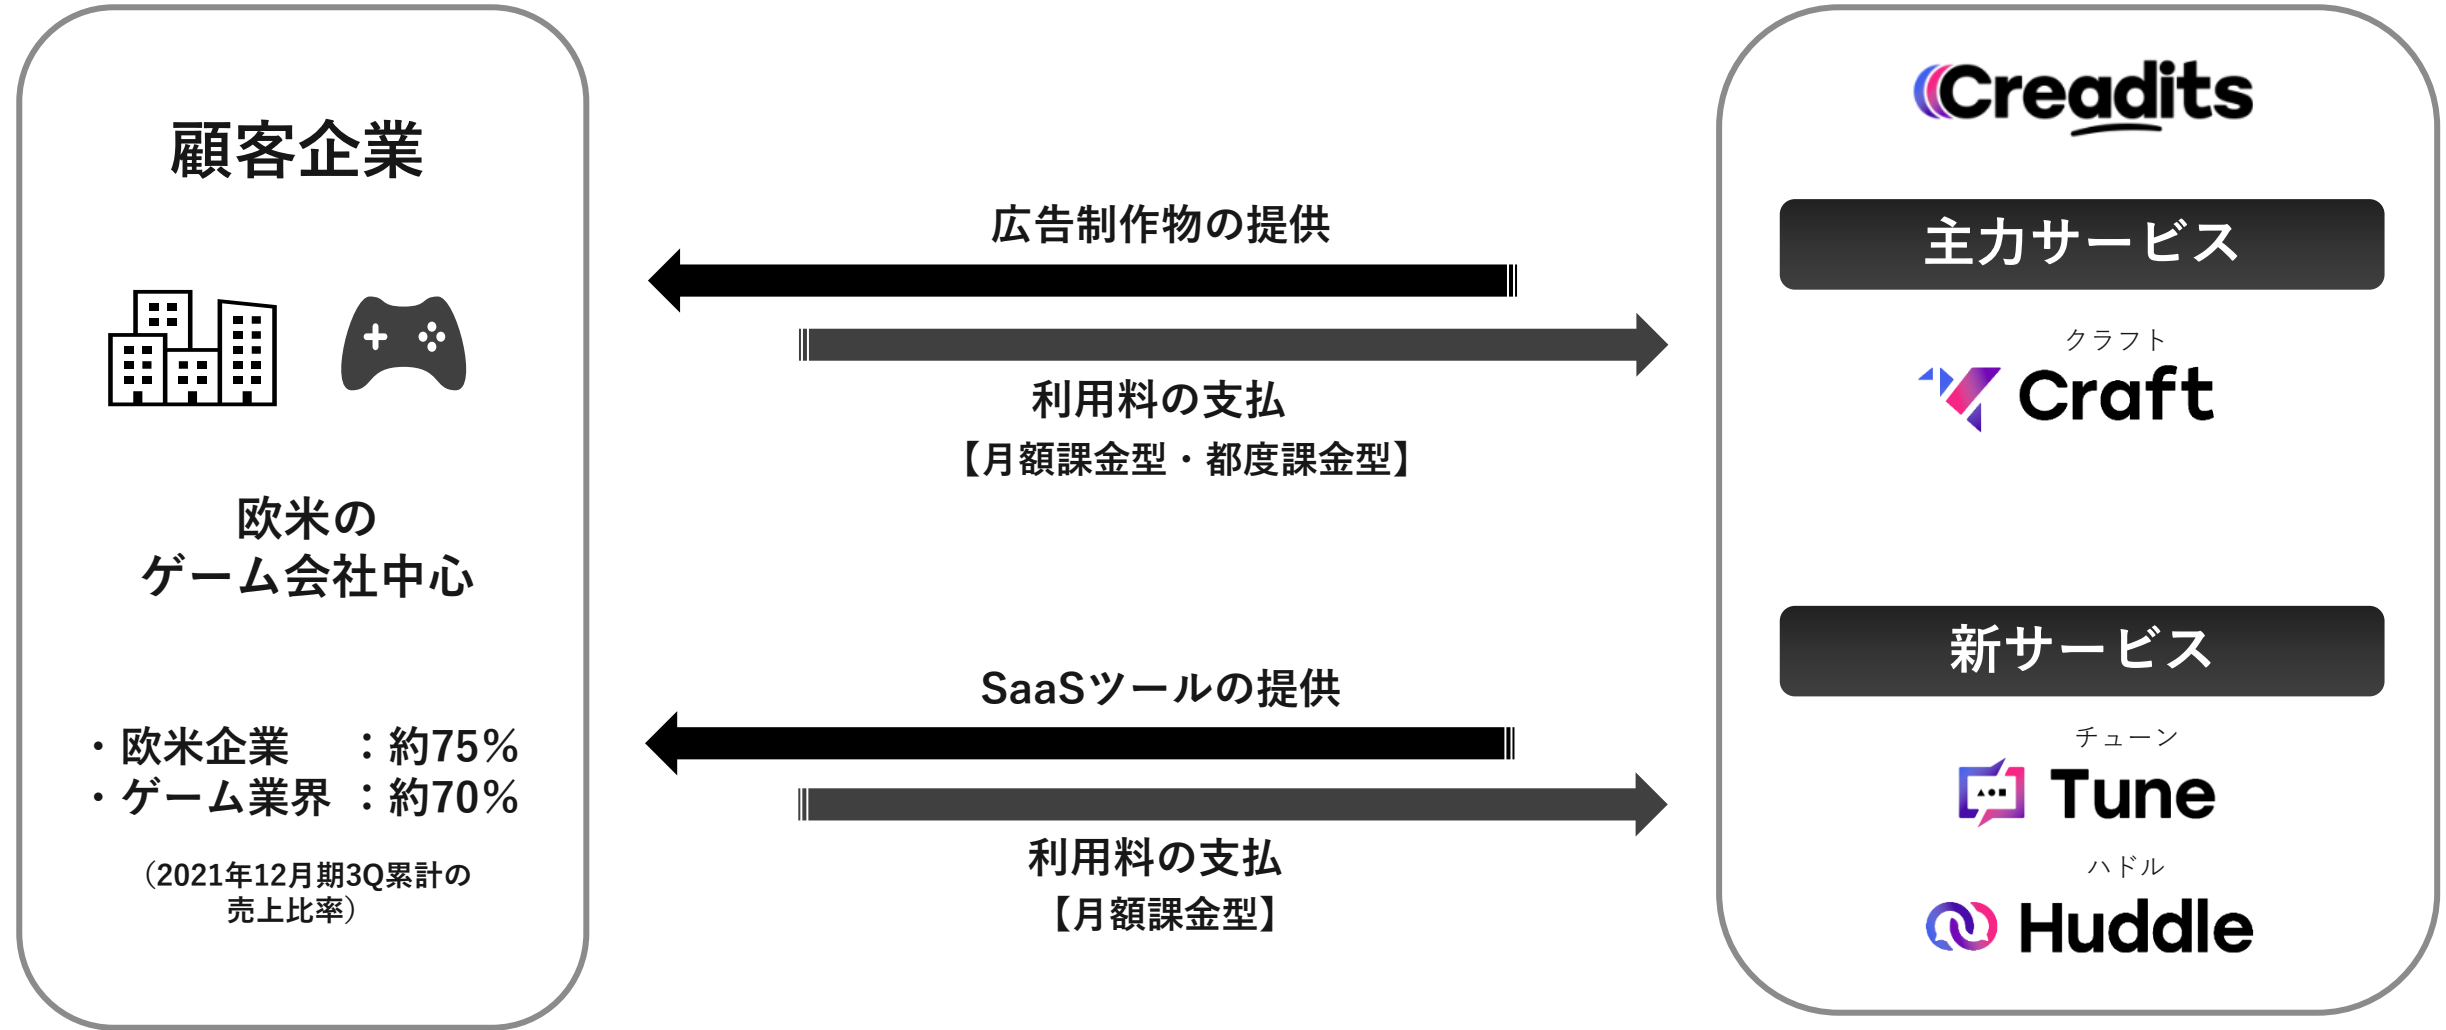 顧客企業
欧米の
ゲーム会社中心
・欧米企業　：約75％
・ゲーム業界：約70％
（2021年12月期3Q累計の
売上比率）
広告制作物の提供
利用料の支払
【月額課金型・都度課金型】
SaaSツールの提供
利用料の支払
【月額課金型】
Creadits
主力サービス
クラフト
Craft
新サービス
チューン
Tune
ハドル
Huddle